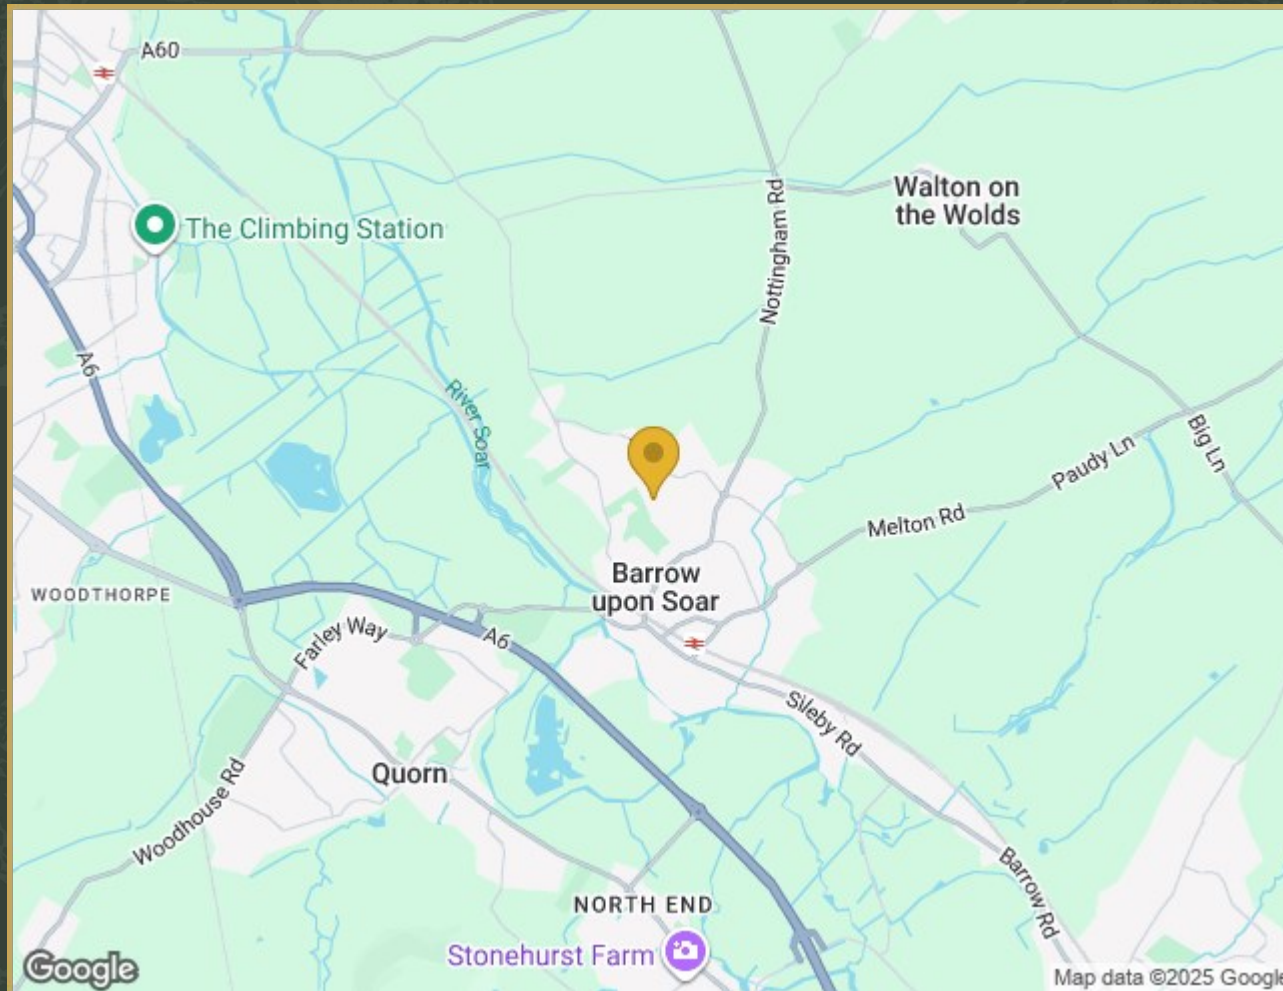 A60
Walton on
the Wolds
The Climbing Station
Nottingham Rd
A6
River Soar
Big Ln
Paudy Ln
Melton Rd
Barrow
upon Soar
WOODTHORPE
Farley Way
A6
Sileby Rd
Quorn
Woodhouse Rd
Barrow Rd
NORTH END
Stonehurst Farm
Google
Map data ©2025 Google